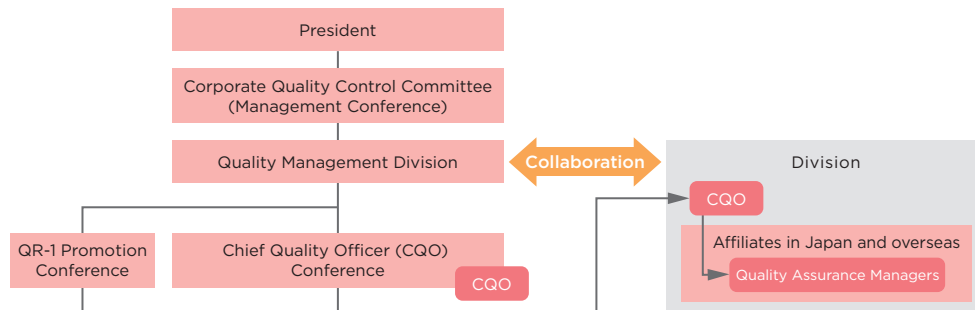 President
Corporate Quality Control Committee
(Management Conference)
Quality Management Division
Collaboration
Division
CQO
Affiliates in Japan and overseas
Quality Assurance Managers
QR-1 Promotion
Conference
Chief Quality Officer (CQO)
Conference
CQO